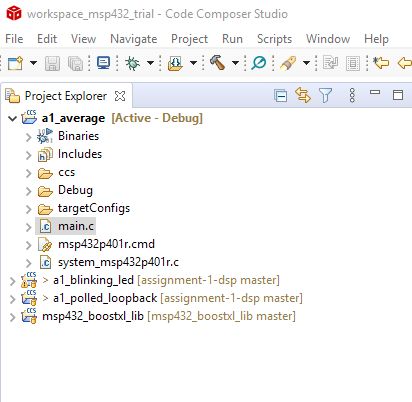 workspace_msp432_trial - Code Composer Studio
File Edit View Navigate Project Run Scripts Window
Project Explorer
a1_average [Active - Debug]
Binaries
Includes
ccs
Debug
targetConfigs
main.c
msp432p401r.cmd
system_msp432p401r.c
> a1_blinking_led [assignment-1-dsp master]
> a1_polled_loopback [assignment-1-dsp master]
msp432_boostxl_lib [msp432_boostxl_lib master]